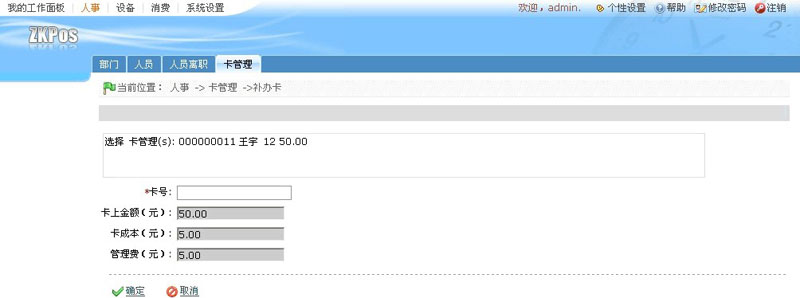 我的工作面板 | 人事 | 设备 | 消费 | 系统设置 欢迎，admin. 个性设置 帮助 修改密码 注销
ZKPos
部门 人员 人员离职 卡管理
当前位置： 人事 -> 卡管理 ->补办卡
选择 卡管理(s): 000000011 王宇 12 50.00
*卡号:
卡上金额（元）: 50.00
卡成本（元）: 5.00
管理费（元）: 5.00
确定 取消